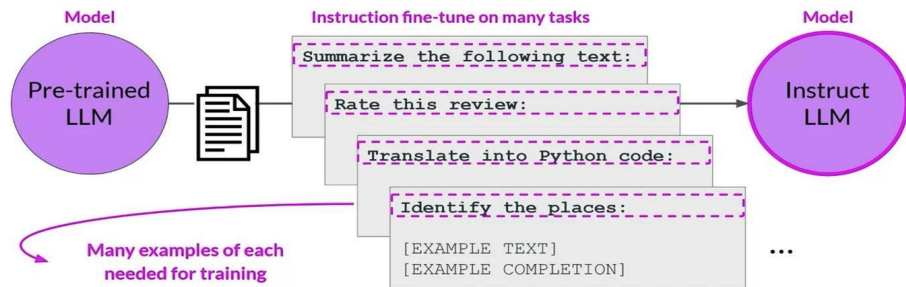 Model
Instruction fine-tune on many tasks
Model
Pre-trained
LLM
Summarize the following text:
Rate this review:
Translate into Python code:
Identify the places:
[EXAMPLE TEXT]
[EXAMPLE COMPLETION]
...
Instruct
LLM
Many examples of each
needed for training